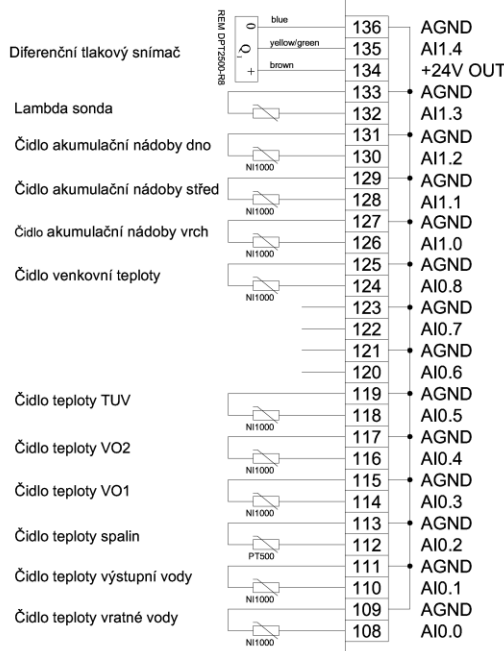 REM DPT2500-R8
0 blue 136 AGND
Diferenční tlakový snímač Q1 yellow/green 135 AI1.4
+ brown 134 +24V OUT
133 AGND
Lambda sonda 132 AI1.3
131 AGND
Čidlo akumulační nádoby dno
NI1000 130 AI1.2
129 AGND
Čidlo akumulační nádoby střed
NI1000 128 AI1.1
127 AGND
Čidlo akumulační nádoby vrch
NI1000 126 AI1.0
125 AGND
Čidlo venkovní teploty
NI1000 124 AI0.8
123 AGND
122 AI0.7
121 AGND
120 AI0.6
119 AGND
Čidlo teploty TUV
NI1000 118 AI0.5
117 AGND
Čidlo teploty VO2
NI1000 116 AI0.4
115 AGND
Čidlo teploty VO1
NI1000 114 AI0.3
113 AGND
Čidlo teploty spalin
PT500 112 AI0.2
111 AGND
Čidlo teploty výstupní vody
NI1000 110 AI0.1
109 AGND
Čidlo teploty vratné vody
NI1000 108 AI0.0